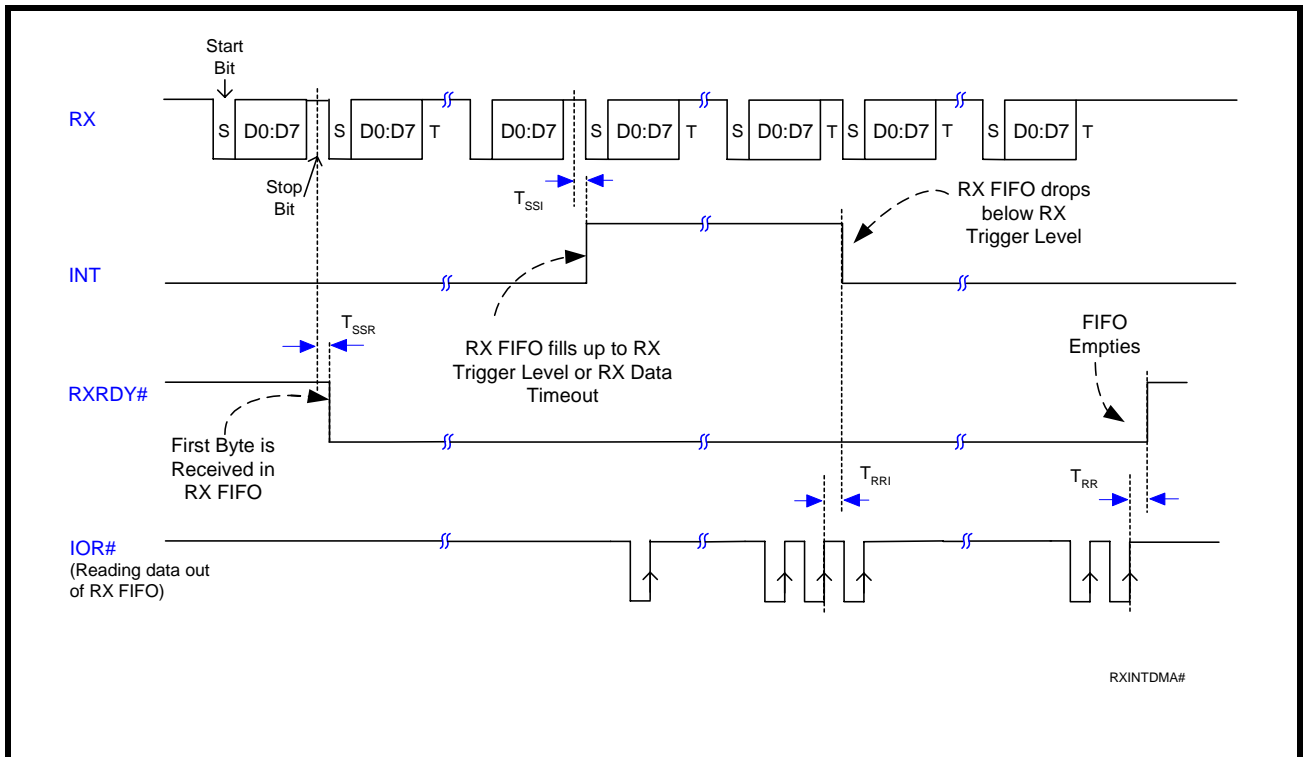 Start
Bit
RX
S D0:D7 S D0:D7 T D0:D7 S D0:D7 T S D0:D7 T S D0:D7 T S D0:D7 T
Stop
Bit
TSSI
RX FIFO drops
below RX
Trigger Level
INT
TSSR
RX FIFO fills up to RX
Trigger Level or RX Data
Timeout
FIFO
Empties
RXRDY#
First Byte is
Received in
RX FIFO
TRRI
TRR
IOR#
(Reading data out
of RX FIFO)
RXINTDMA#